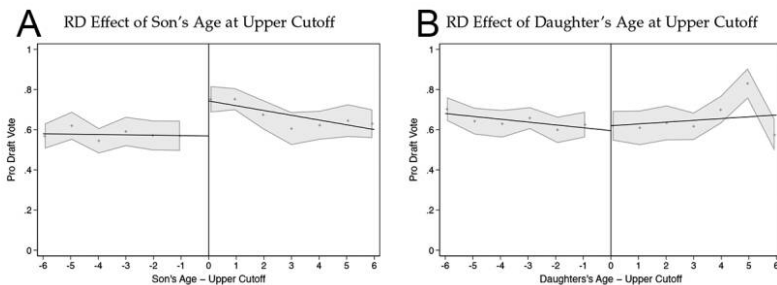 A RD Effect of Son's Age at Upper Cutoff
1
.8
.6
.4
.2
0
Pro Draft Vote
-6 -5 -4 -3 -2 -1 0 1 2 3 4 5 6
Son's Age – Upper Cutoff
B RD Effect of Daughter's Age at Upper Cutoff
1
.8
.6
.4
.2
0
Pro Draft Vote
-6 -5 -4 -3 -2 -1 0 1 2 3 4 5 6
Daughters's Age – Upper Cutoff